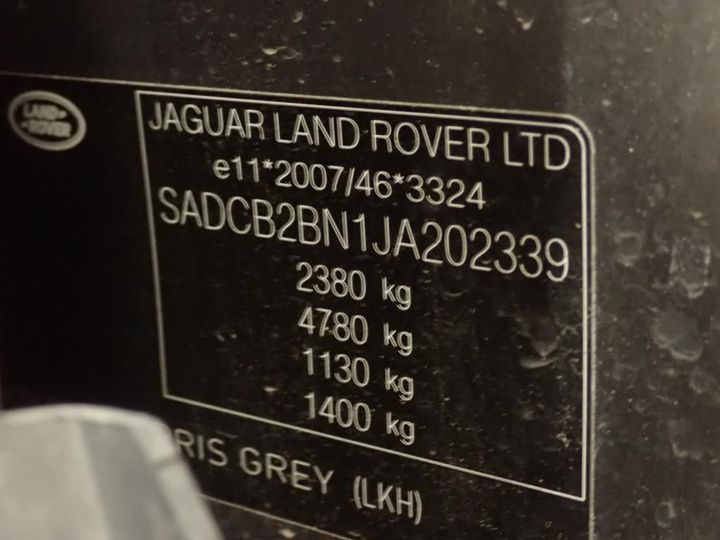 LAND-
-ROVER
JAGUAR LAND ROVER LTD
e11*2007/46*3324
SADCB2BN1JA202339
2380 kg
4780 kg
1130 kg
1400 kg
RIS GREY (LKH)